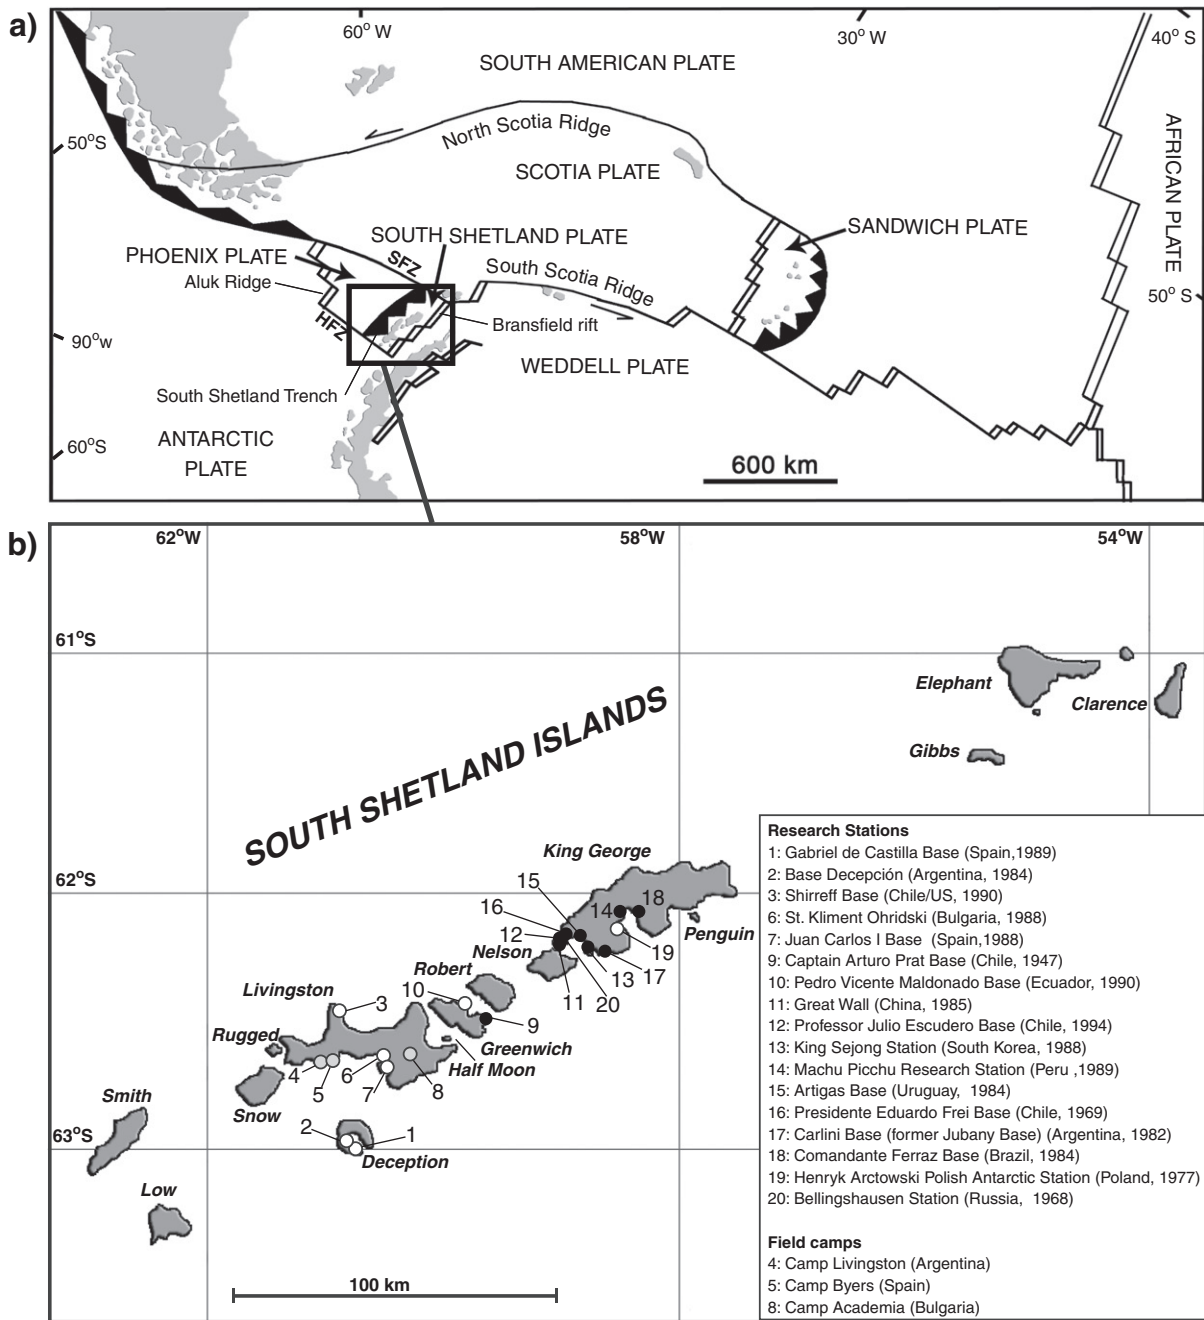 a)
60° W
30° W
40° S
SOUTH AMERICAN PLATE
North Scotia Ridge
50°S
SCOTIA PLATE
AFRICAN PLATE
SOUTH SHETLAND PLATE
SANDWICH PLATE
PHOENIX PLATE
SFZ
South Scotia Ridge
Aluk Ridge
50° S
HFZ
Bransfield rift
90°w
WEDDELL PLATE
South Shetland Trench
ANTARCTIC
PLATE
60°S
600 km
b)
62°W
58°W
54°W
61°S
Elephant
Clarence
Gibbs
SOUTH SHETLAND ISLANDS
King George
62°S
15
16
14
18
12
Nelson
Penguin
19
Robert
13
17
11
20
10
Livingston
3
9
Rugged
Greenwich
Half Moon
4
5
6
7
8
Snow
Smith
63°S
2
1
Deception
Low
100 km
Research Stations
1: Gabriel de Castilla Base (Spain,1989)
2: Base Decepción (Argentina, 1984)
3: Shirreff Base (Chile/US, 1990)
6: St. Kliment Ohridski (Bulgaria, 1988)
7: Juan Carlos I Base (Spain,1988)
9: Captain Arturo Prat Base (Chile, 1947)
10: Pedro Vicente Maldonado Base (Ecuador, 1990)
11: Great Wall (China, 1985)
12: Professor Julio Escudero Base (Chile, 1994)
13: King Sejong Station (South Korea, 1988)
14: Machu Picchu Research Station (Peru ,1989)
15: Artigas Base (Uruguay, 1984)
16: Presidente Eduardo Frei Base (Chile, 1969)
17: Carlini Base (former Jubany Base) (Argentina, 1982)
18: Comandante Ferraz Base (Brazil, 1984)
19: Henryk Arctowski Polish Antarctic Station (Poland, 1977)
20: Bellingshausen Station (Russia, 1968)
Field camps
4: Camp Livingston (Argentina)
5: Camp Byers (Spain)
8: Camp Academia (Bulgaria)